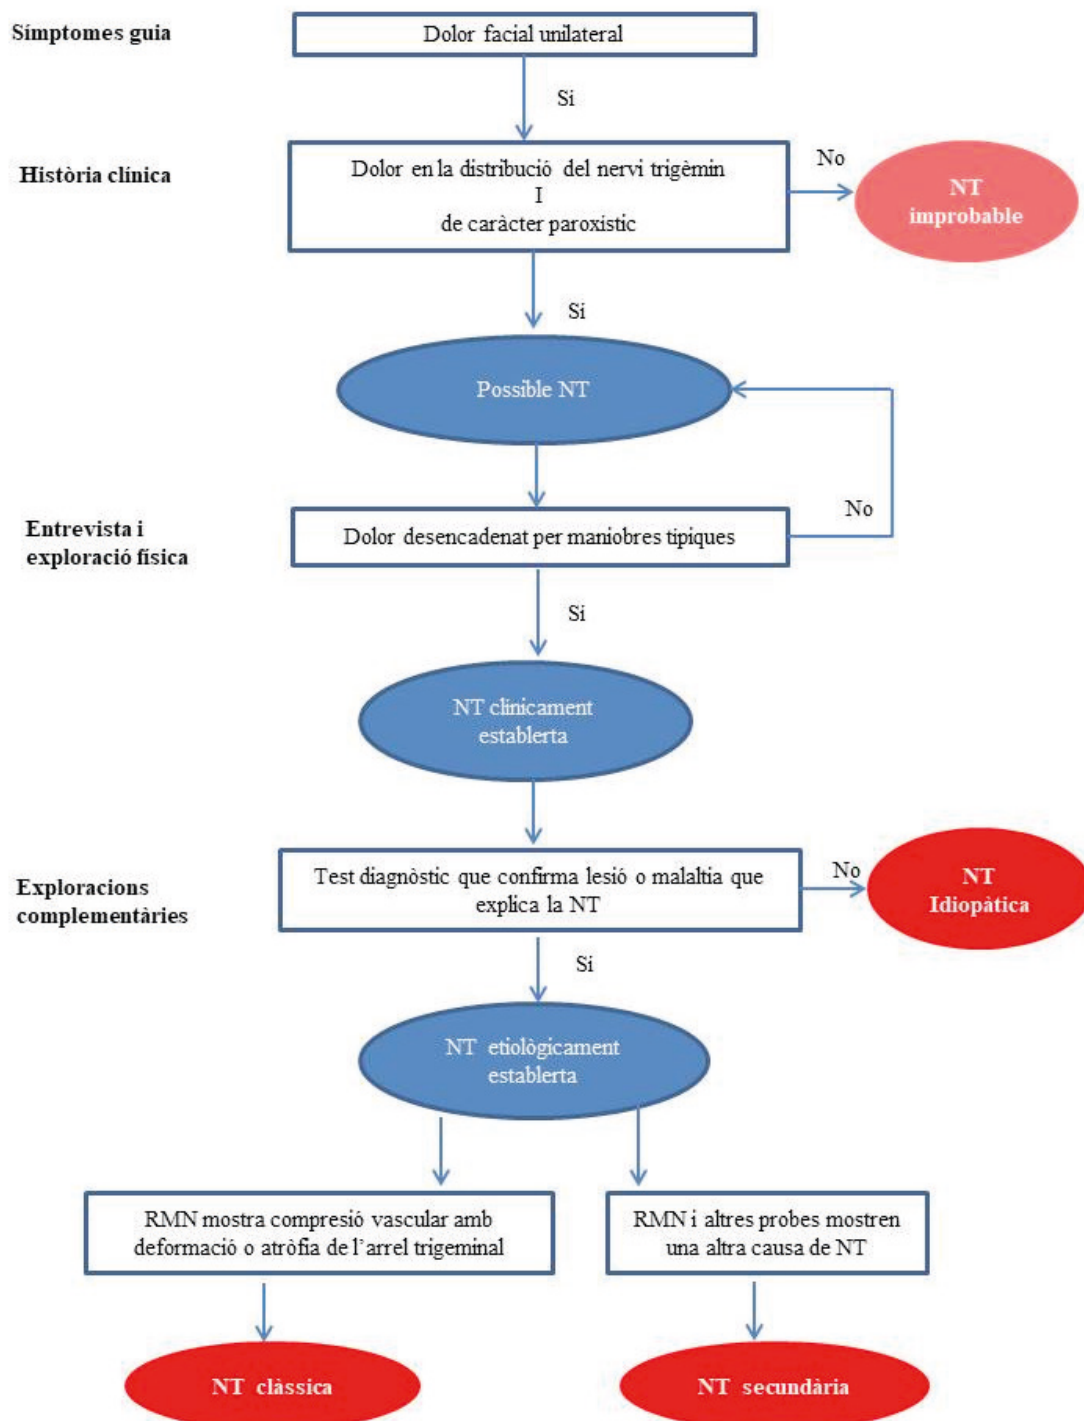 Símptomes guia
Dolor facial unilateral
Sí
Història clínica
Dolor en la distribució del nervi trigèmin
I
de caràcter paroxístic
No
NT
improbable
Sí
Possible NT
Entrevista i
exploració física
Dolor desencadenat per maniobres típiques
No
Sí
NT clínicament
establerta
Exploracions
complementàries
Test diagnòstic que confirma lesió o malaltia que
explica la NT
No
NT
Idiopàtica
Sí
NT etiològicament
establerta
RMN mostra compresió vascular amb
deformació o atròfia de l'arrel trigeminal
RMN i altres probes mostren
una altra causa de NT
NT clàssica
NT secundària